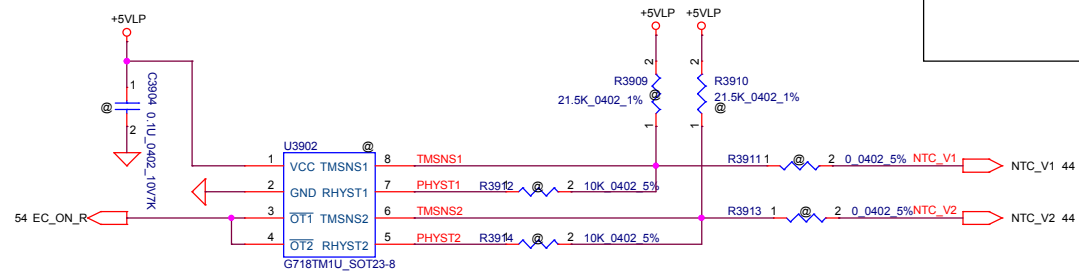 +5VLP
+5VLP
+5VLP
1
2
@
C3904 0.1U_0402_10V7K
R3909
21.5K_0402_1%
2
@
1
R3910
21.5K_0402_1%
2
@
1
U3902
@
1 VCC TMSNS1 8 TMSNS1
2 GND RHYST1 7 PHYST1
3 OT1 TMSNS2 6 TMSNS2
4 OT2 RHYST2 5 PHYST2
G718TM1U_SOT23-8
R3911 1 @ 2 0_0402_5% NTC_V1 NTC_V1 44
R3912 1 @ 2 10K_0402_5%
R3913 1 @ 2 0_0402_5% NTC_V2 NTC_V2 44
R3914 1 @ 2 10K_0402_5%
54 EC_ON_R